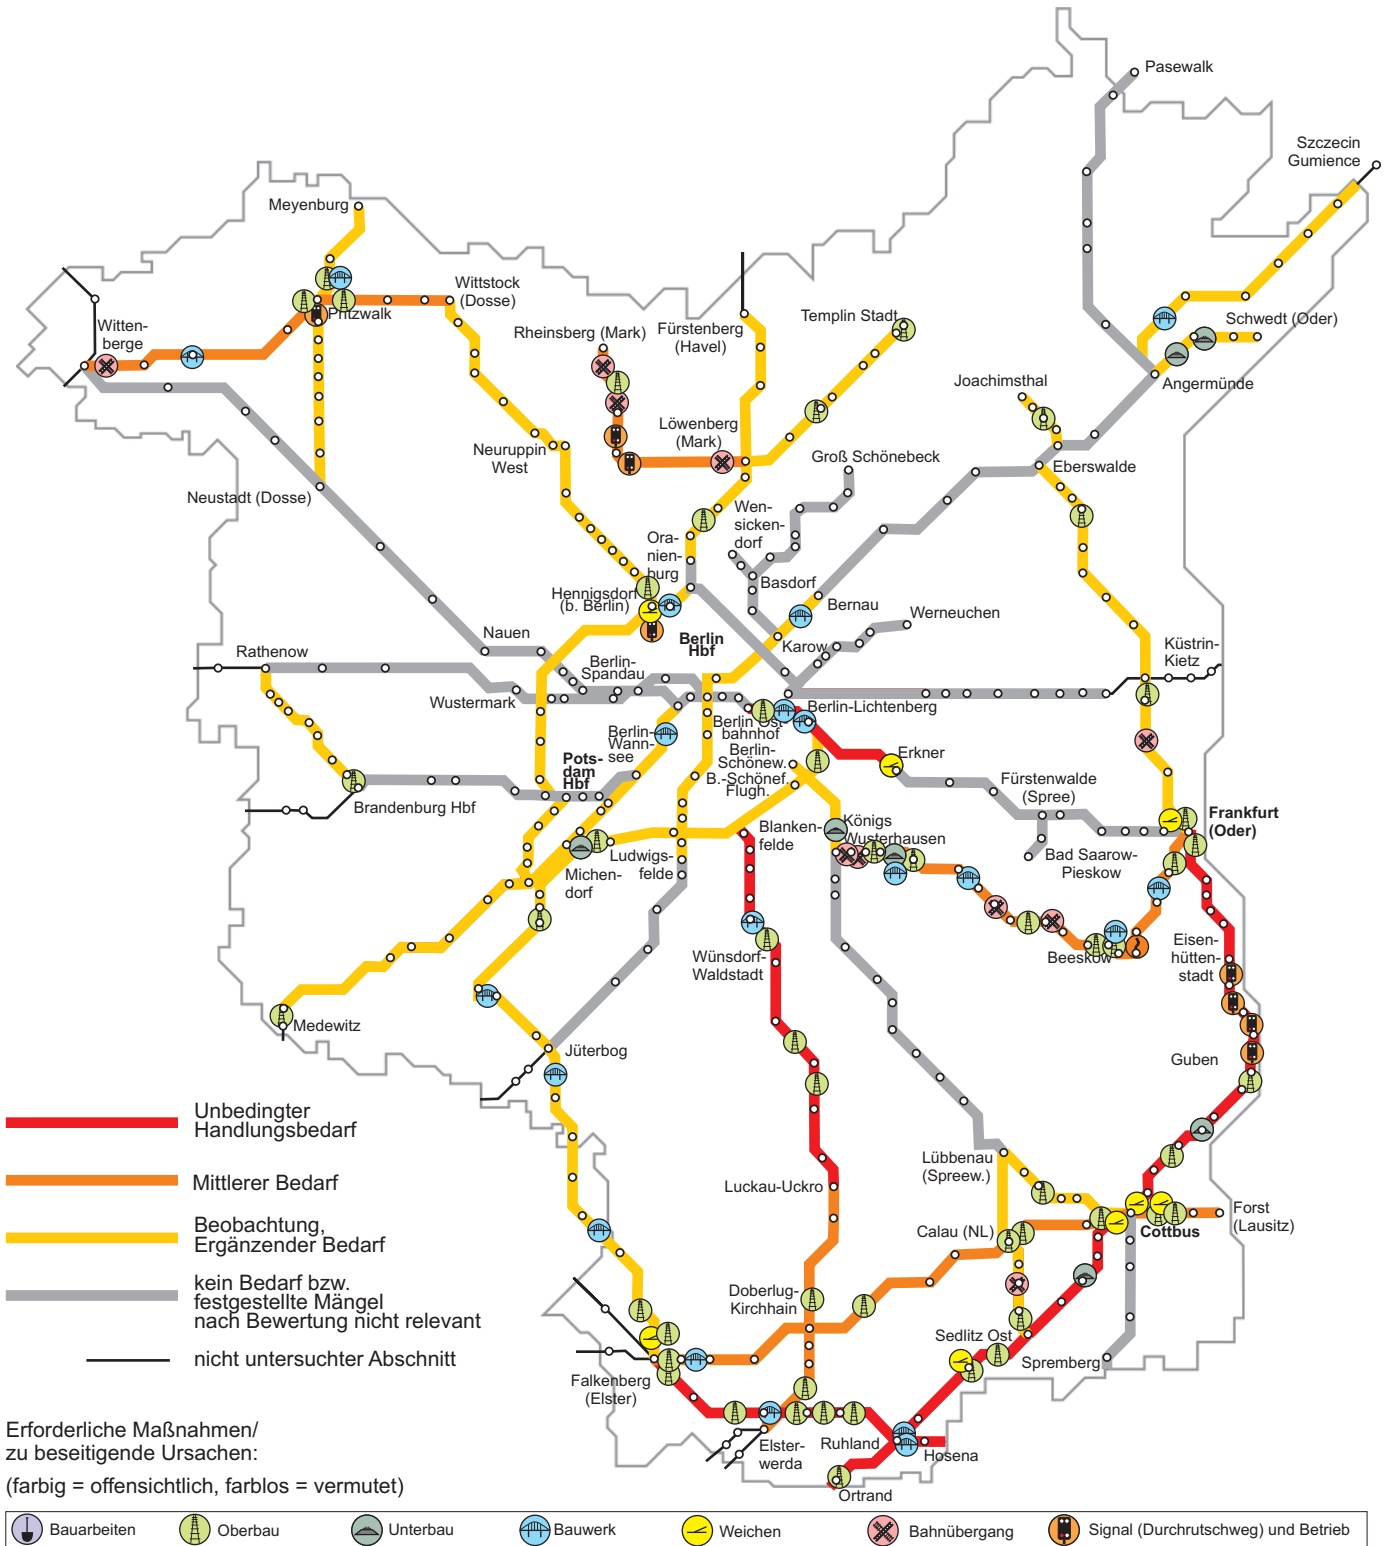 Pasewalk
Szczecin
Gumience
Meyenburg
Wittstock
(Dosse)
Pritzwalk
Witten-
berge
Rheinsberg (Mark)
Fürstenberg
(Havel)
Templin Stadt
Schwedt (Oder)
Angermünde
Joachimsthal
Löwenberg
(Mark)
Neuruppin
West
Groß Schönebeck
Eberswalde
Neustadt (Dosse)
Wen-
sicken-
dorf
Ora-
nien-
burg
Basdorf
Hennigsdorf
(b. Berlin)
Bernau
Werneuchen
Nauen
Berlin
Hbf
Karow
Küstrin-
Kietz
Rathenow
Berlin-
Spandau
Wustermark
Berlin-Lichtenberg
Berlin Ost-
bahnhof
Berlin-
Wann-
see
Berlin-
Schönew.
B.-Schönef.
Flugh.
Erkner
Pots-
dam
Hbf
Fürstenwalde
(Spree)
Brandenburg Hbf
Frankfurt
(Oder)
Blanken-
felde
Königs
Wusterhausen
Ludwigs-
felde
Michen-
dorf
Bad Saarow-
Pieskow
Wünsdorf-
Waldstadt
Beeskow
Eisen-
hütten-
stadt
Medewitz
Jüterbog
Guben
Unbedingter
Handlungsbedarf
Lübbenau
(Spreew.)
Mittlerer Bedarf
Luckau-Uckro
Forst
(Lausitz)
Beobachtung,
Ergänzender Bedarf
Calau (NL)
Cottbus
kein Bedarf bzw.
festgestellte Mängel
nach Bewertung nicht relevant
Doberlug-
Kirchhain
Sedlitz Ost
Spremberg
nicht untersuchter Abschnitt
Falkenberg
(Elster)
Erforderliche Maßnahmen/
zu beseitigende Ursachen:
Elster-
werda
Ruhland
Hosena
(farbig = offensichtlich, farblos = vermutet)
Ortrand
Bauarbeiten
Oberbau
Unterbau
Bauwerk
Weichen
Bahnübergang
Signal (Durchrutschweg) und Betrieb